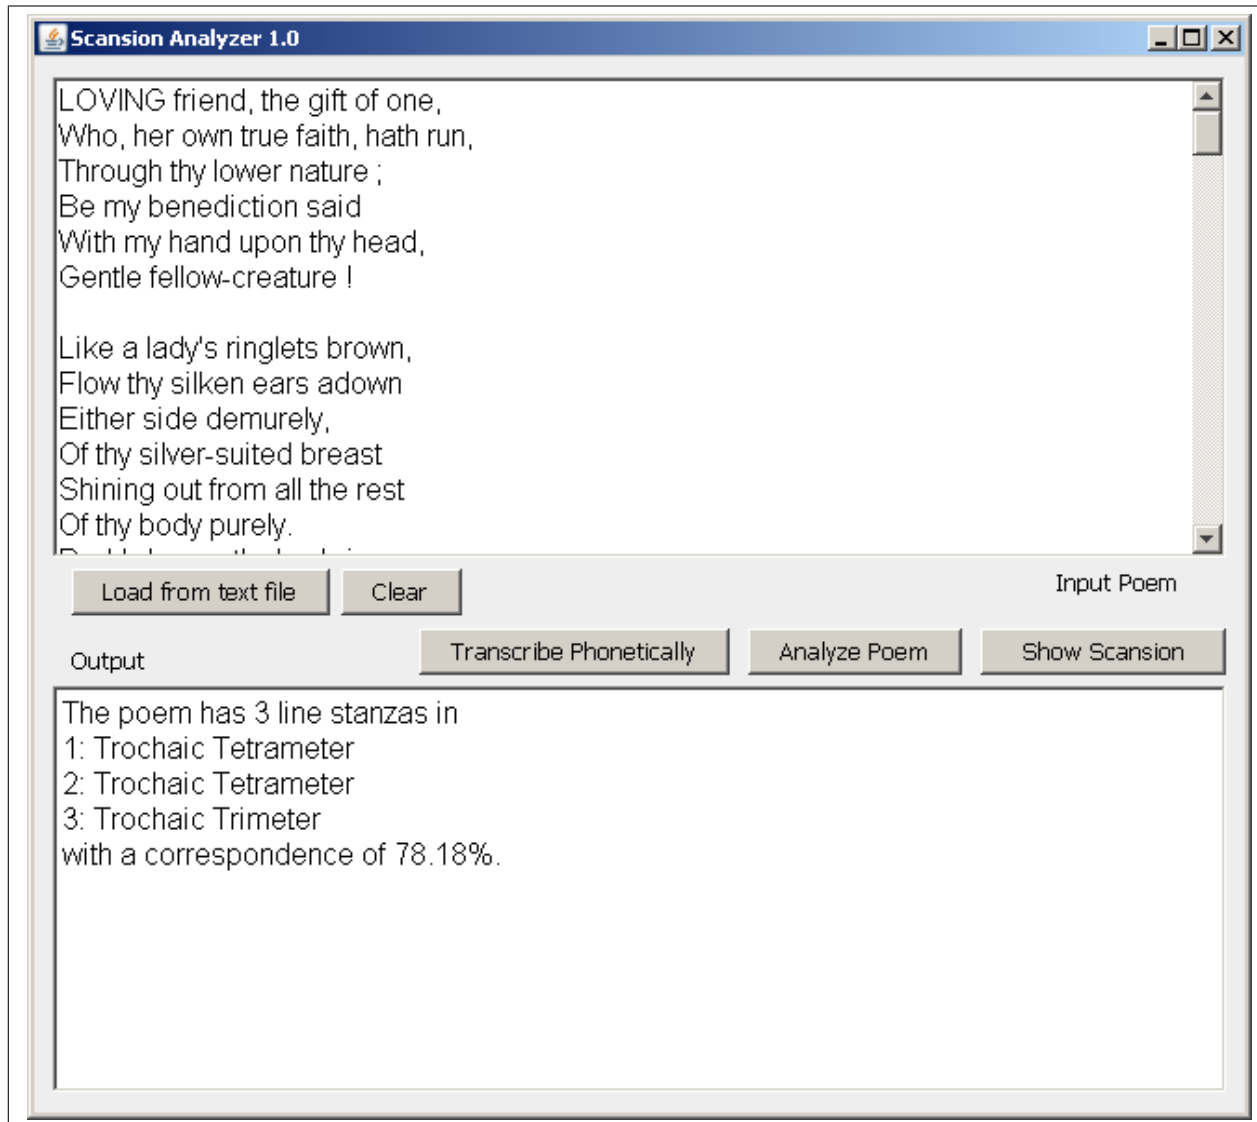 Scansion Analyzer 1.0
LOVING friend, the gift of one,
Who, her own true faith, hath run,
Through thy lower nature ;
Be my benediction said
With my hand upon thy head,
Gentle fellow-creature !
Like a lady's ringlets brown,
Flow thy silken ears adown
Either side demurely,
Of thy silver-suited breast
Shining out from all the rest
Of thy body purely.
Load from text file
Clear
Input Poem
Output
Transcribe Phonetically
Analyze Poem
Show Scansion
The poem has 3 line stanzas in
1: Trochaic Tetrameter
2: Trochaic Tetrameter
3: Trochaic Trimeter
with a correspondence of 78.18%.